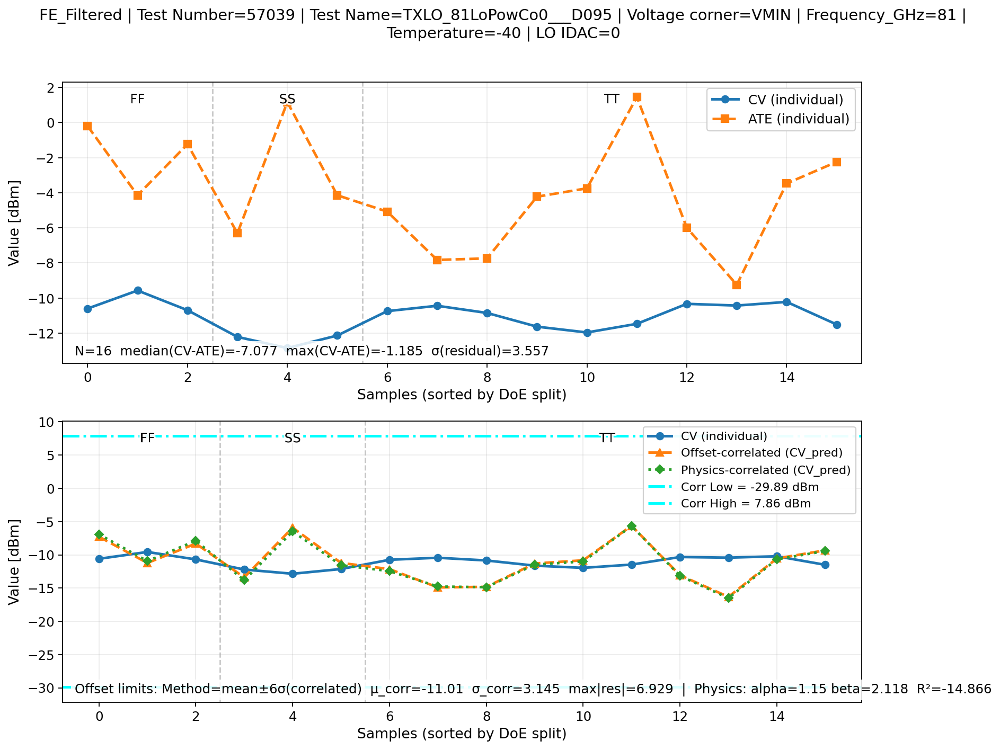 FE_Filtered | Test Number=57039 | Test Name=TXLO_81LoPowCo0___D095 | Voltage corner=VMIN | Frequency_GHz=81 |
Temperature=-40 | LO IDAC=0
FF
SS
TT
CV (individual)
ATE (individual)
2
0
−2
−4
−6
−8
−10
−12
Value [dBm]
N=16  median(CV-ATE)=-7.077  max(CV-ATE)=-1.185  σ(residual)=3.557
0 2 4 6 8 10 12 14
Samples (sorted by DoE split)
FF
SS
TT
CV (individual)
Offset-correlated (CV_pred)
Physics-correlated (CV_pred)
Corr Low = -29.89 dBm
Corr High = 7.86 dBm
10
5
0
−5
−10
−15
−20
−25
−30
Value [dBm]
Offset limits: Method=mean±6σ(correlated)  μ_corr=-11.01  σ_corr=3.145  max|res|=6.929  |  Physics: alpha=1.15 beta=2.118  R²=-14.866
0 2 4 6 8 10 12 14
Samples (sorted by DoE split)